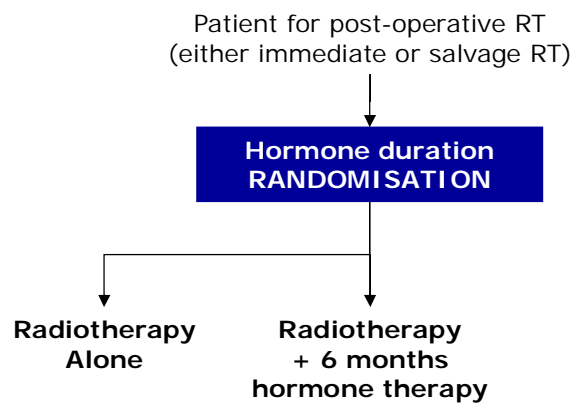 Patient for post-operative RT
(either immediate or salvage RT)
Hormone duration
RANDOMISATION
Radiotherapy
Alone
Radiotherapy
+ 6 months
hormone therapy